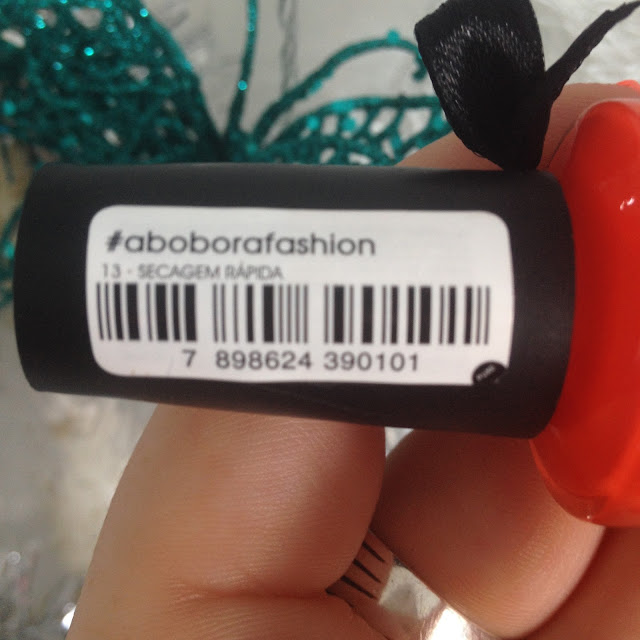 #aboborafashion
13 - SECAGEM RÁPIDA
7 898624 390101